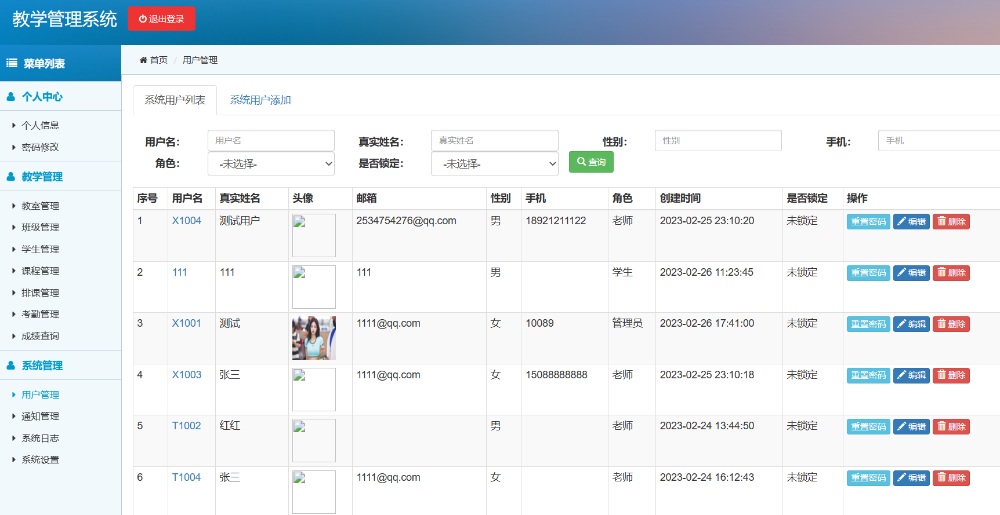 教学管理系统 退出登录
菜单列表
首页 / 用户管理
个人中心
个人信息
密码修改
教学管理
教室管理
班级管理
学生管理
课程管理
排课管理
考勤管理
成绩查询
系统管理
用户管理
通知管理
系统日志
系统设置
系统用户列表 系统用户添加
用户名: 用户名 真实姓名: 真实姓名 性别: 性别 手机: 手机
角色: -未选择- 是否锁定: -未选择- 查询
序号 用户名 真实姓名 头像 邮箱 性别 手机 角色 创建时间 是否锁定 操作
1 X1004 测试用户 2534754276@qq.com 男 18921211122 老师 2023-02-25 23:10:20 未锁定 重置密码 编辑 删除
2 111 111 111 男 学生 2023-02-26 11:23:45 未锁定 重置密码 编辑 删除
3 X1001 测试 1111@qq.com 女 10089 管理员 2023-02-26 17:41:00 未锁定 重置密码 编辑 删除
4 X1003 张三 1111@qq.com 女 15088888888 老师 2023-02-25 23:10:18 未锁定 重置密码 编辑 删除
5 T1002 红红 男 老师 2023-02-24 13:44:50 未锁定 重置密码 编辑 删除
6 T1004 张三 1111@qq.com 女 老师 2023-02-24 16:12:43 未锁定 重置密码 编辑 删除